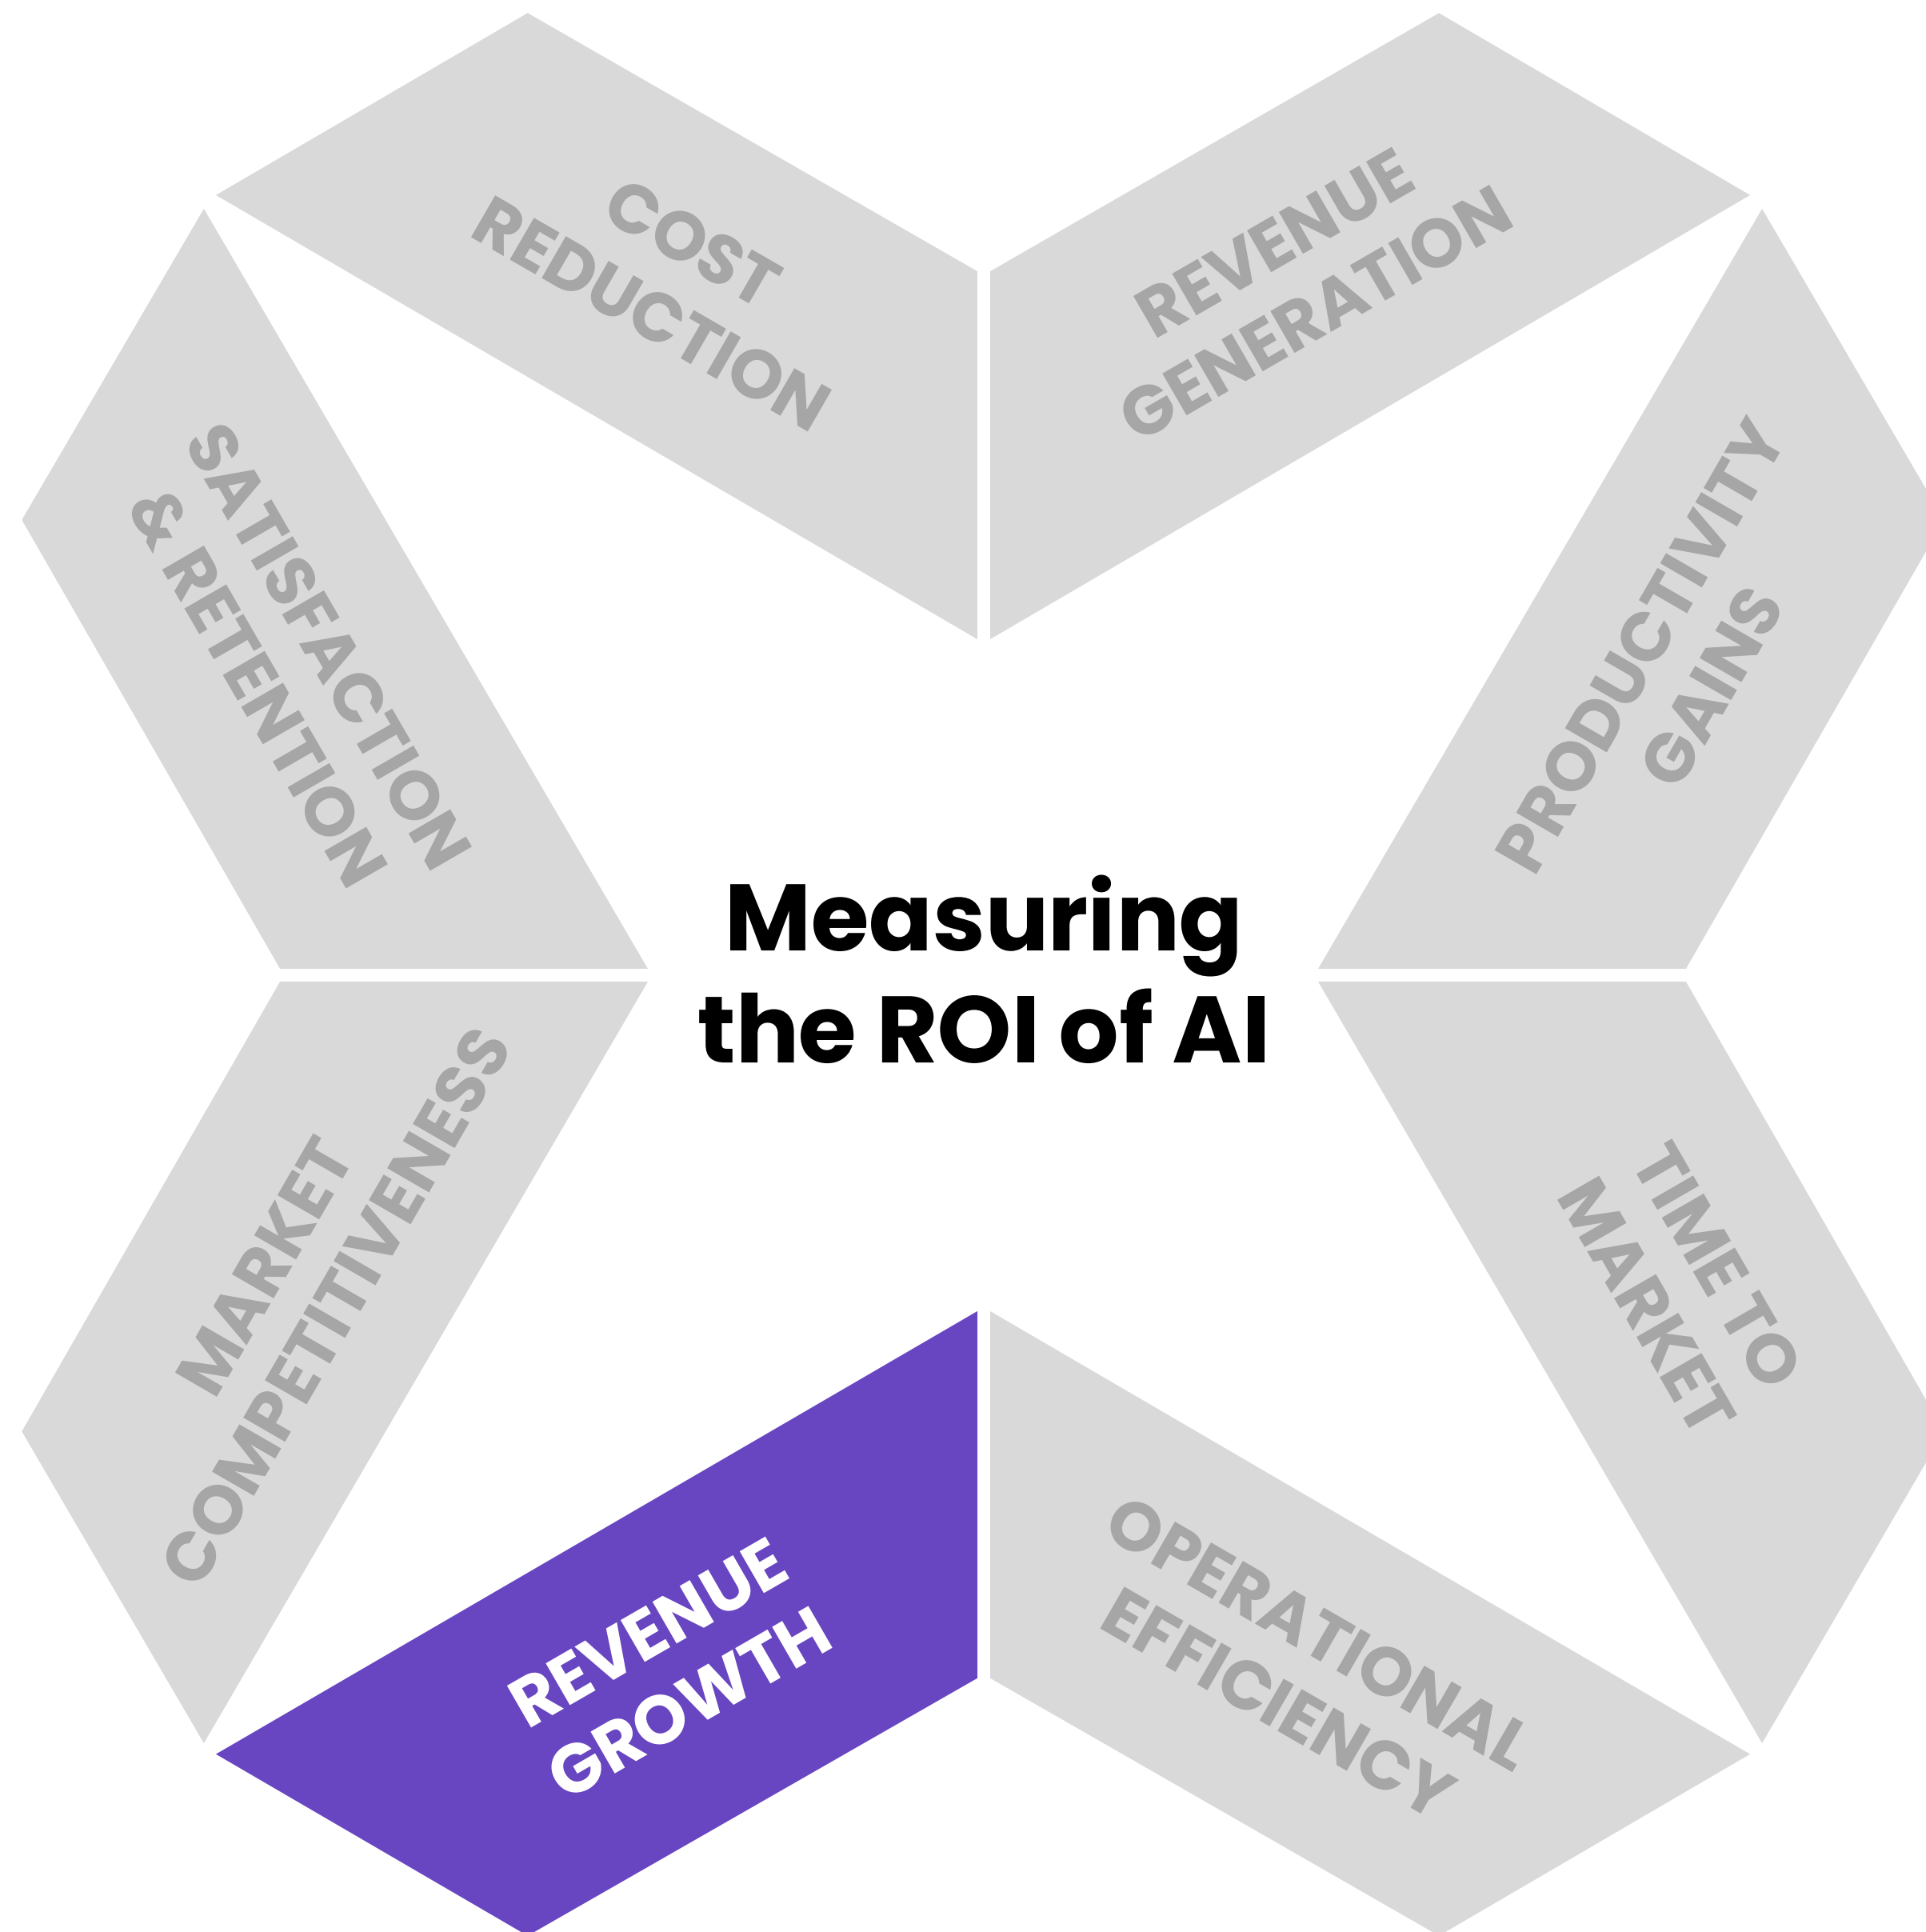 COST
REDUCTION
REVENUE
GENERATION
SATISFACTION
& RETENTION
PRODUCTIVITY
GAINS
Measuring
the ROI of AI
MARKET
COMPETITIVENESS
TIME TO
MARKET
REVENUE
GROWTH
OPERATIONAL
EFFICIENCY